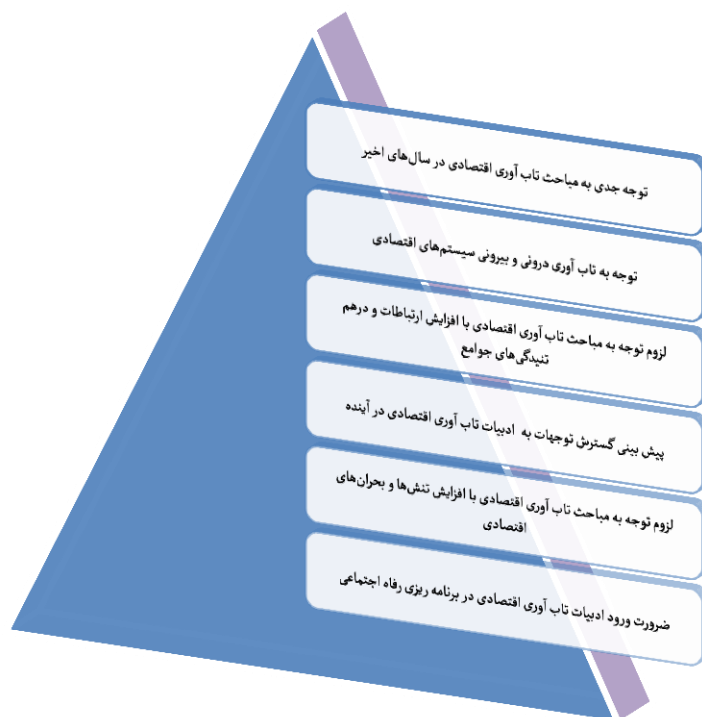 توجه جدی به مباحث تاب آوری اقتصادی در سال‌های اخیر
توجه به تاب آوری درونی و بیرونی سیستم‌های اقتصادی
لزوم توجه به مباحث تاب آوری اقتصادی با افزایش ارتباطات و درهم
تنیدگی‌های جوامع
پیش بینی گسترش توجهات به ادبیات تاب آوری اقتصادی در آینده
لزوم توجه به مباحث تاب آوری اقتصادی با افزایش تنش‌ها و بحران‌های
اقتصادی
ضرورت ورود ادبیات تاب آوری اقتصادی در برنامه ریزی رفاه اجتماعی